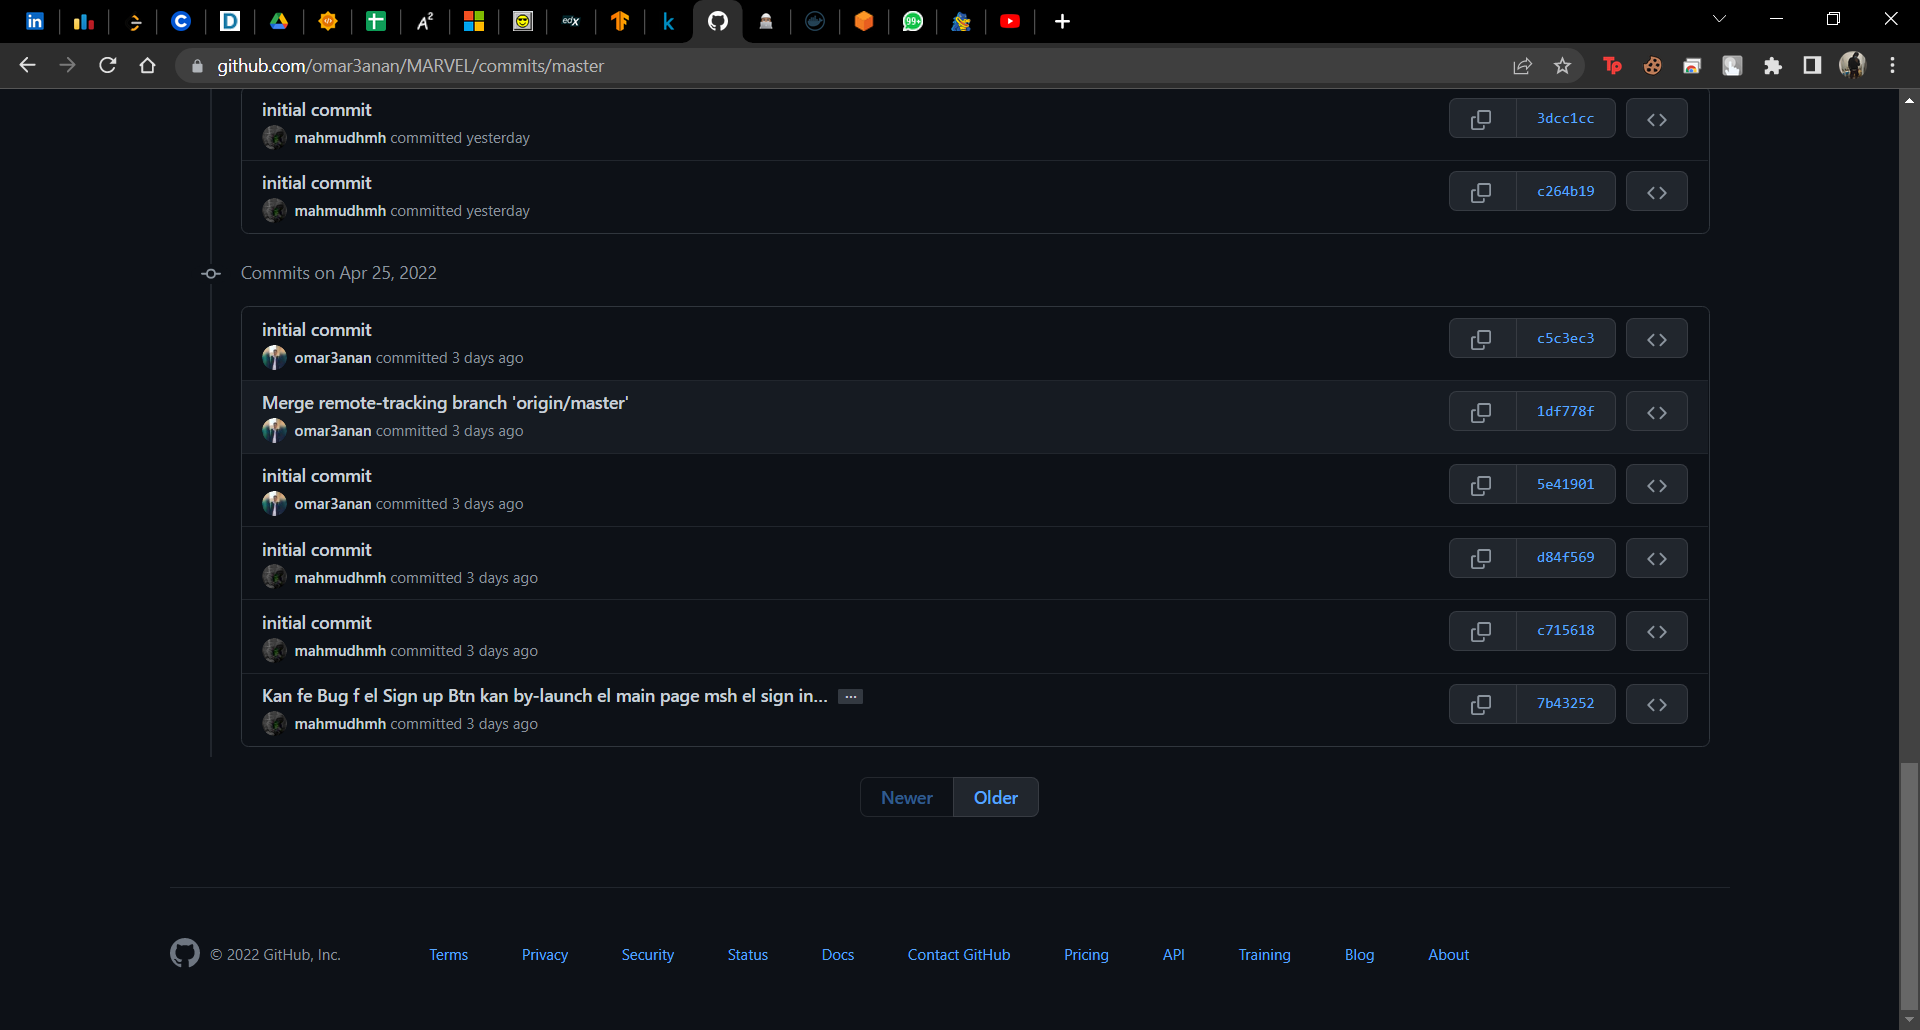 github.com/omar3anan/MARVEL/commits/master
initial commit
mahmudhmh committed yesterday
3dcc1cc
initial commit
mahmudhmh committed yesterday
c264b19
Commits on Apr 25, 2022
initial commit
omar3anan committed 3 days ago
c5c3ec3
Merge remote-tracking branch 'origin/master'
omar3anan committed 3 days ago
1df778f
initial commit
omar3anan committed 3 days ago
5e41901
initial commit
mahmudhmh committed 3 days ago
d84f569
initial commit
mahmudhmh committed 3 days ago
c715618
Kan fe Bug f el Sign up Btn kan by-launch el main page msh el sign in... ...
mahmudhmh committed 3 days ago
7b43252
Newer Older
© 2022 GitHub, Inc. Terms Privacy Security Status Docs Contact GitHub Pricing API Training Blog About